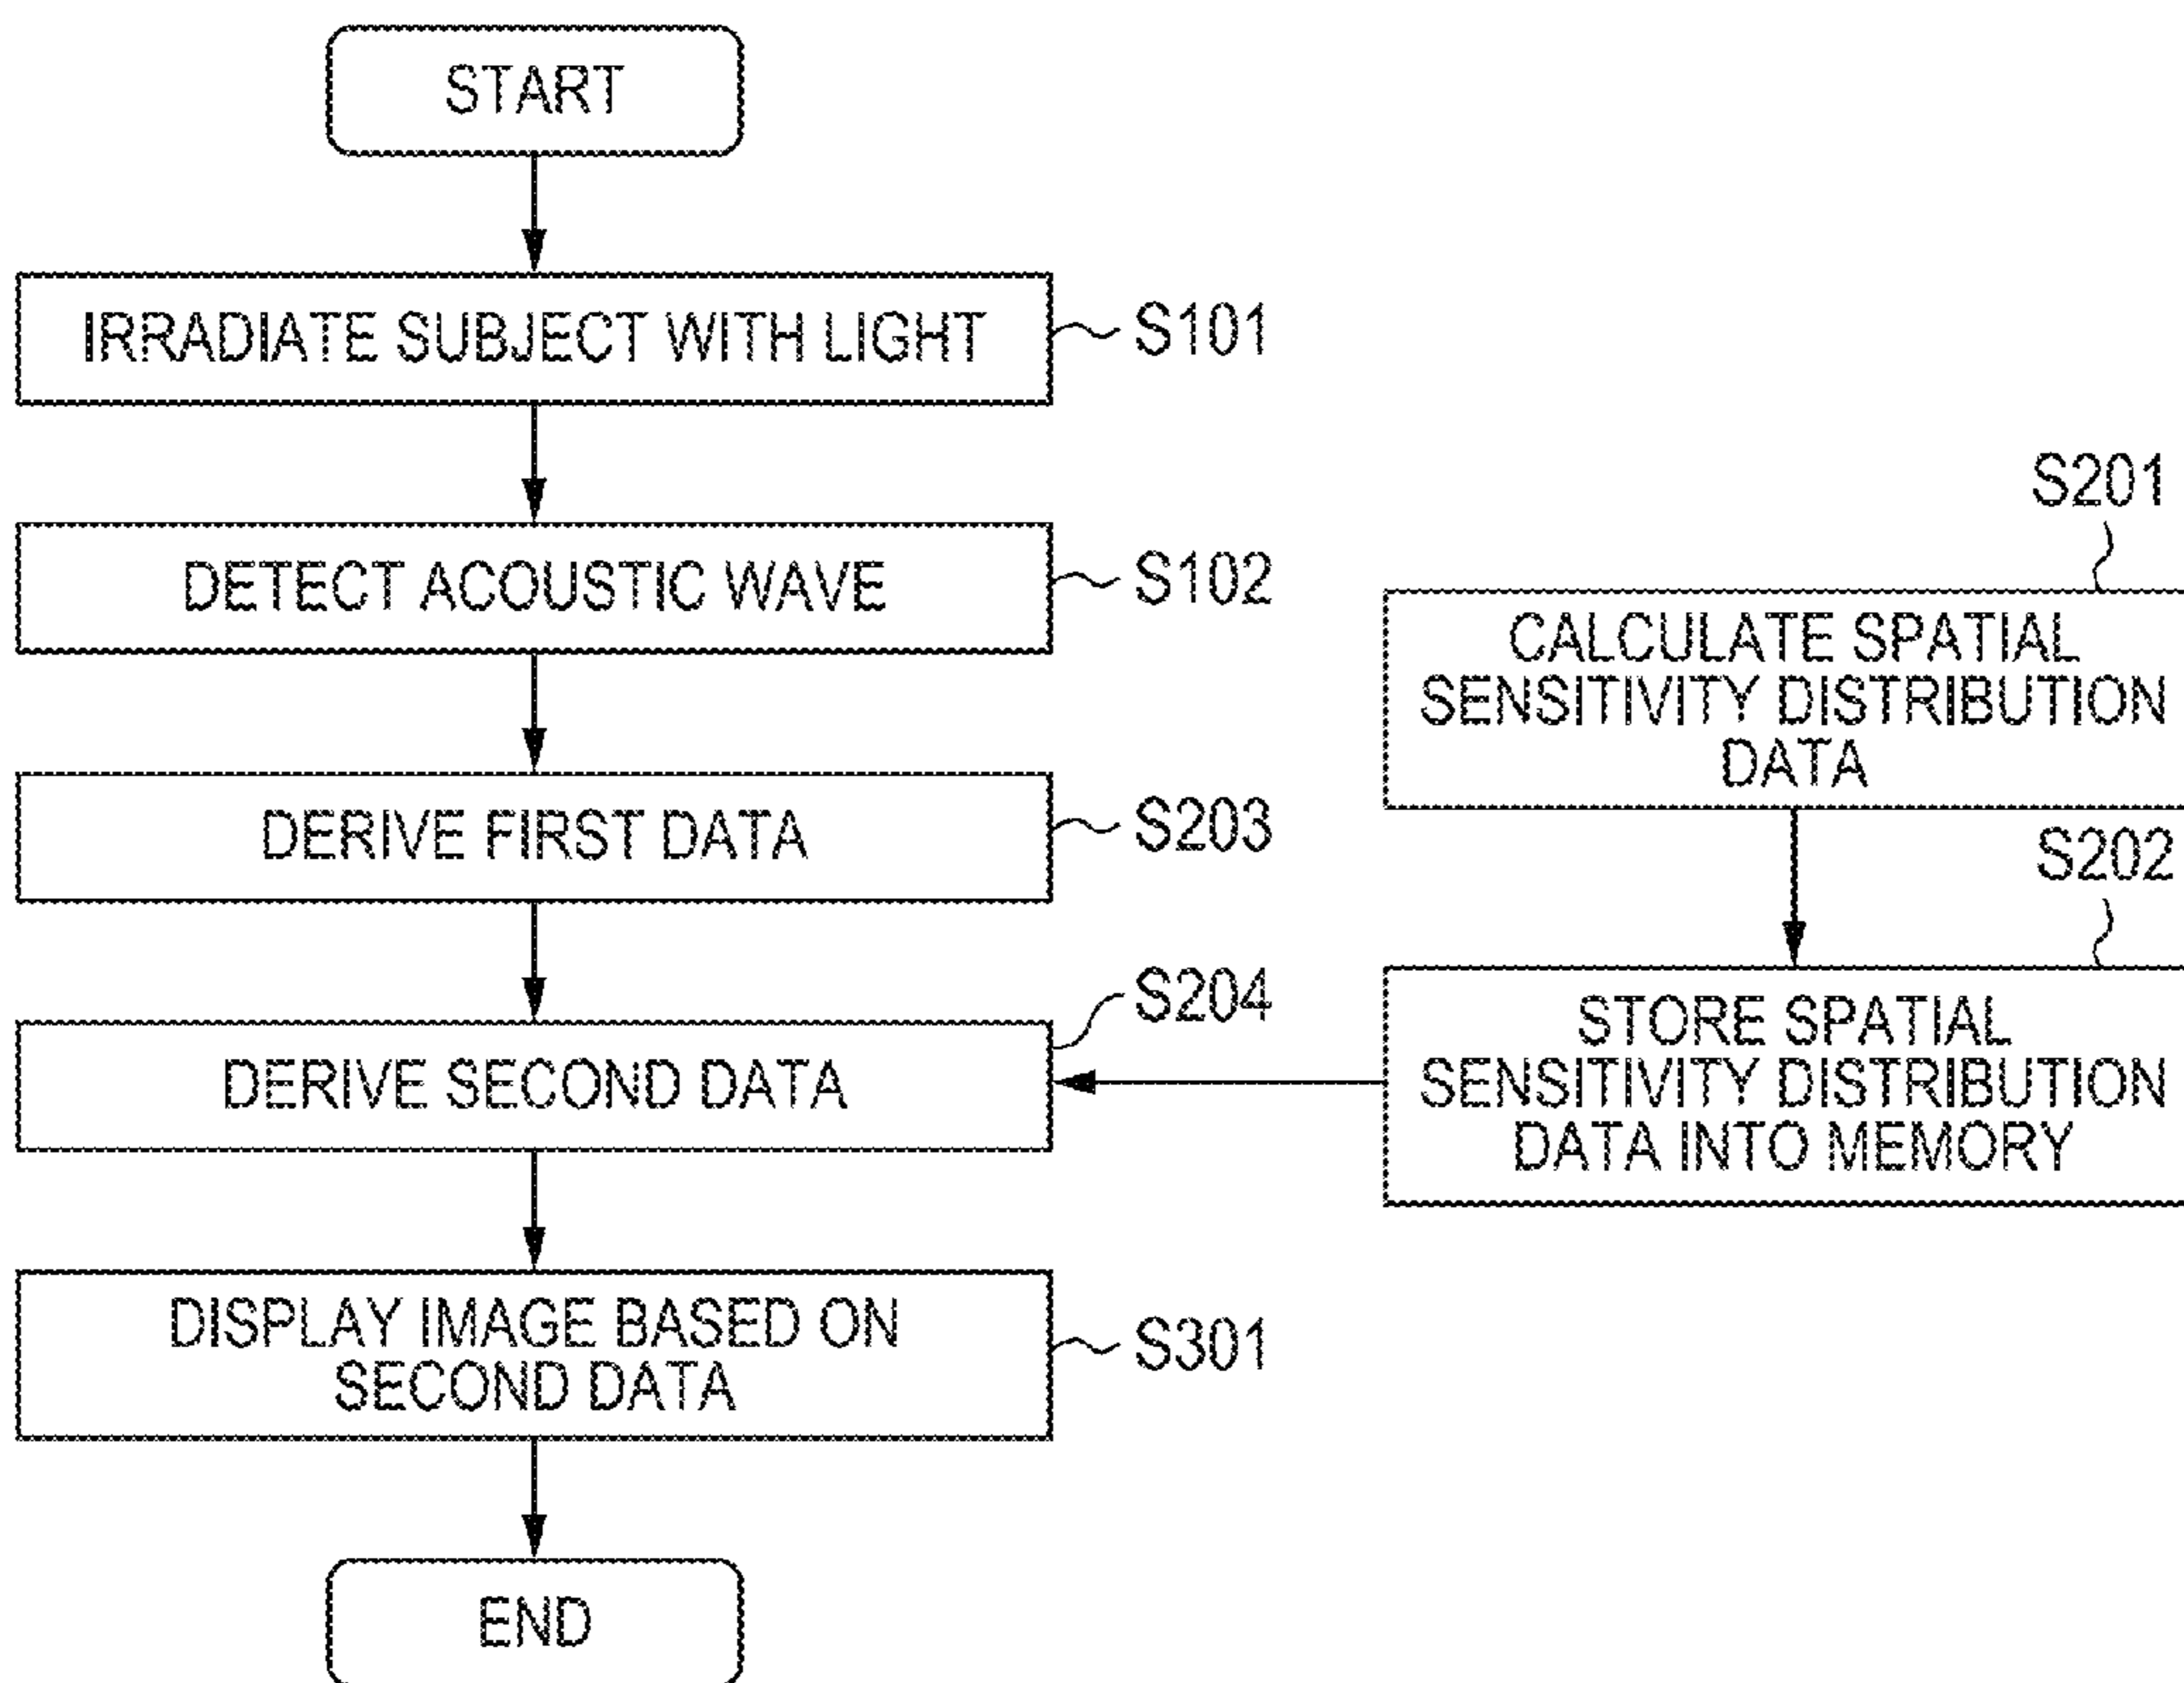 START
IRRADIATE SUBJECT WITH LIGHT
S101
DETECT ACOUSTIC WAVE
S102
DERIVE FIRST DATA
S203
DERIVE SECOND DATA
S204
DISPLAY IMAGE BASED ON
SECOND DATA
S301
END
S201
CALCULATE SPATIAL
SENSITIVITY DISTRIBUTION
DATA
S202
STORE SPATIAL
SENSITIVITY DISTRIBUTION
DATA INTO MEMORY